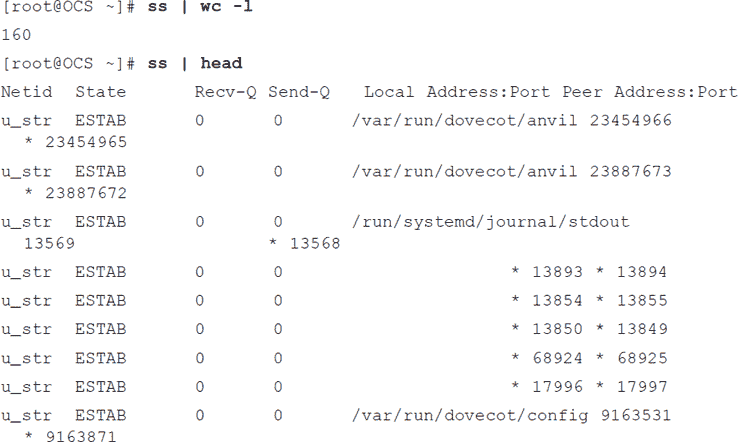 [root@OCS ~]# ss | wc -l
160
[root@OCS ~]# ss | head
Netid State Recv-Q Send-Q Local Address:Port Peer Address:Port
u_str ESTAB 0 0 /var/run/dovecot/anvil 23454966
* 23454965
u_str ESTAB 0 0 /var/run/dovecot/anvil 23887673
* 23887672
u_str ESTAB 0 0 /run/systemd/journal/stdout
13569 * 13568
u_str ESTAB 0 0 * 13893 * 13894
u_str ESTAB 0 0 * 13854 * 13855
u_str ESTAB 0 0 * 13850 * 13849
u_str ESTAB 0 0 * 68924 * 68925
u_str ESTAB 0 0 * 17996 * 17997
u_str ESTAB 0 0 /var/run/dovecot/config 9163531
* 9163871